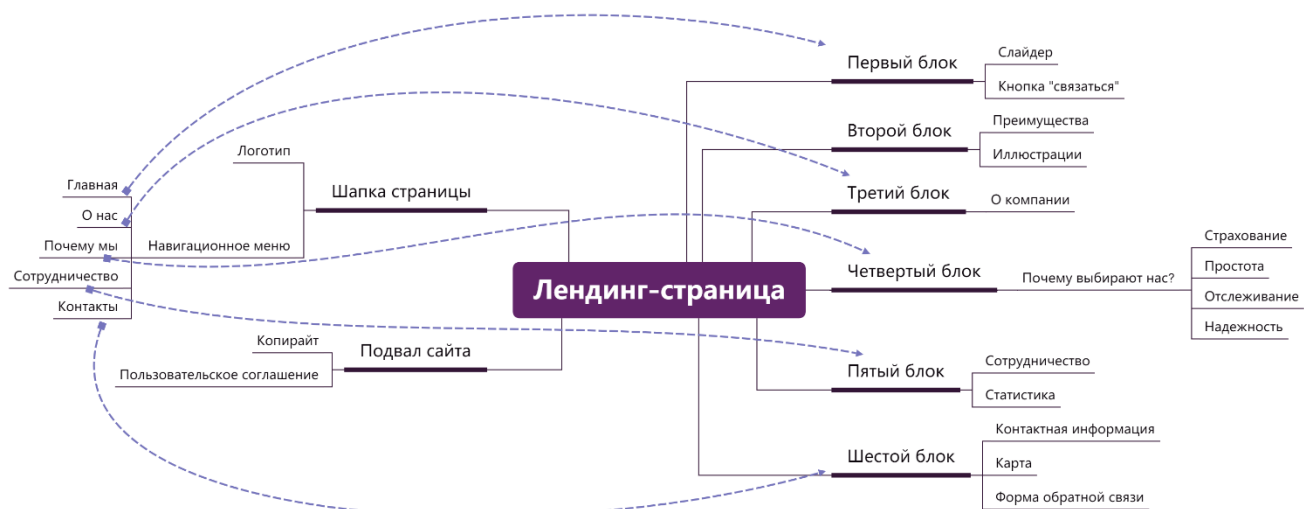 Лендинг-страница
Шапка страницы
Логотип
Навигационное меню
Главная
О нас
Почему мы
Сотрудничество
Контакты
Подвал сайта
Копирайт
Пользовательское соглашение
Первый блок
Слайдер
Кнопка "связаться"
Второй блок
Преимущества
Иллюстрации
Третий блок
О компании
Четвертый блок
Почему выбирают нас?
Страхование
Простота
Отслеживание
Надежность
Пятый блок
Сотрудничество
Статистика
Шестой блок
Контактная информация
Карта
Форма обратной связи